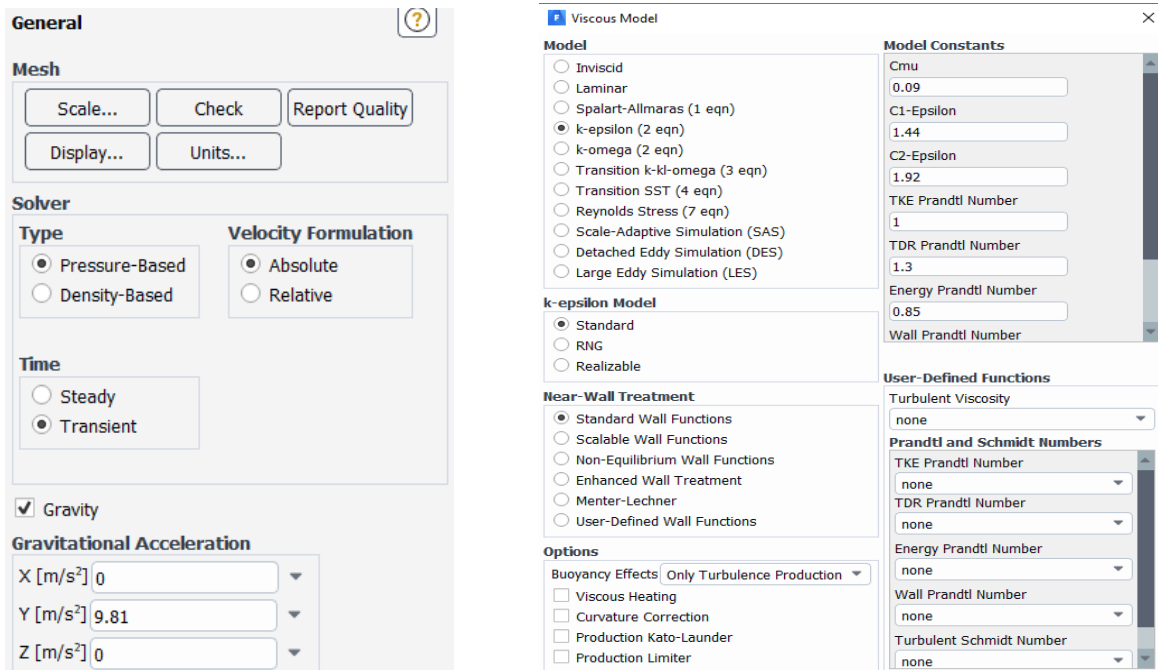 General
?
Mesh
Scale... Check Report Quality
Display... Units...
Solver
Type Velocity Formulation
Pressure-Based Absolute
Density-Based Relative
Time
Steady
Transient
Gravity
Gravitational Acceleration
X [m/s²] 0
Y [m/s²] 9.81
Z [m/s²] 0
Viscous Model
Model
Inviscid
Laminar
Spalart-Allmaras (1 eqn)
k-epsilon (2 eqn)
k-omega (2 eqn)
Transition k-kl-omega (3 eqn)
Transition SST (4 eqn)
Reynolds Stress (7 eqn)
Scale-Adaptive Simulation (SAS)
Detached Eddy Simulation (DES)
Large Eddy Simulation (LES)
k-epsilon Model
Standard
RNG
Realizable
Near-Wall Treatment
Standard Wall Functions
Scalable Wall Functions
Non-Equilibrium Wall Functions
Enhanced Wall Treatment
Menter-Lechner
User-Defined Wall Functions
Options
Buoyancy Effects Only Turbulence Production
Viscous Heating
Curvature Correction
Production Kato-Launder
Production Limiter
Model Constants
Cmu
0.09
C1-Epsilon
1.44
C2-Epsilon
1.92
TKE Prandtl Number
1
TDR Prandtl Number
1.3
Energy Prandtl Number
0.85
Wall Prandtl Number
User-Defined Functions
Turbulent Viscosity
none
Prandtl and Schmidt Numbers
TKE Prandtl Number
none
TDR Prandtl Number
none
Energy Prandtl Number
none
Wall Prandtl Number
none
Turbulent Schmidt Number
none